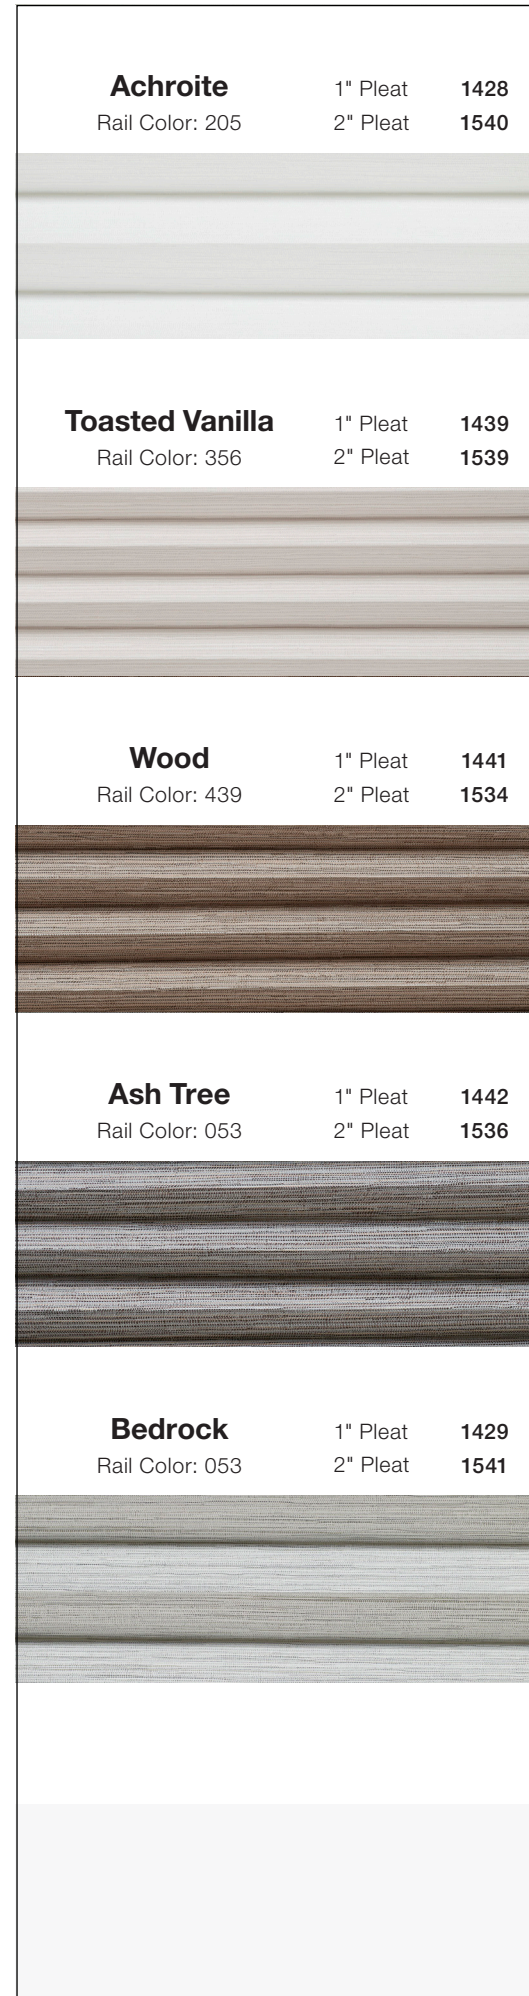 Achroite 1" Pleat 1428
Rail Color: 205 2" Pleat 1540
Toasted Vanilla 1" Pleat 1439
Rail Color: 356 2" Pleat 1539
Wood 1" Pleat 1441
Rail Color: 439 2" Pleat 1534
Ash Tree 1" Pleat 1442
Rail Color: 053 2" Pleat 1536
Bedrock 1" Pleat 1429
Rail Color: 053 2" Pleat 1541